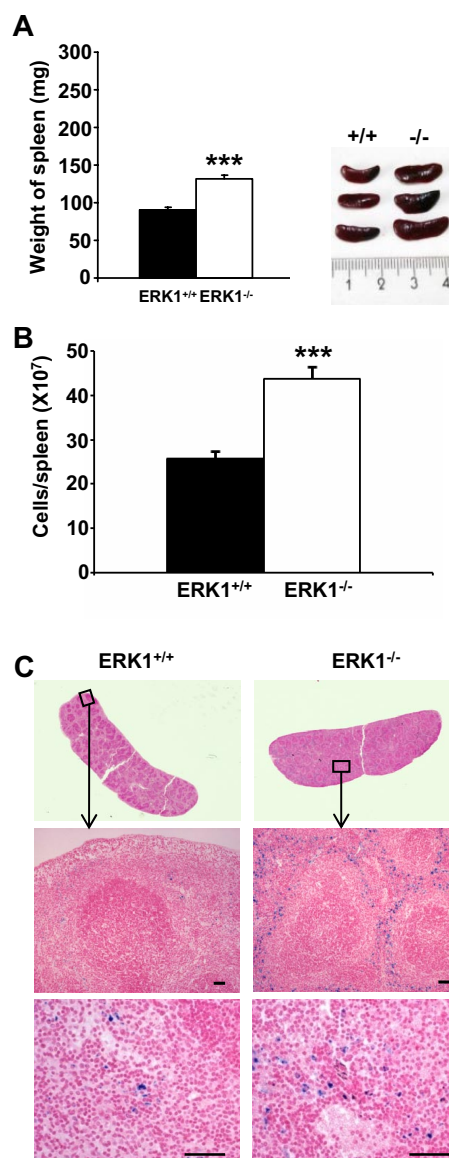 A
Weight of spleen (mg)
300
250
200
150
100
50
0
***
ERK1+/+ ERK1-/-
+/+ -/-
1 2 3 4
B
Cells/spleen (X10⁷)
50
40
30
20
10
0
***
ERK1+/+ ERK1-/-
C
ERK1+/+ ERK1-/-